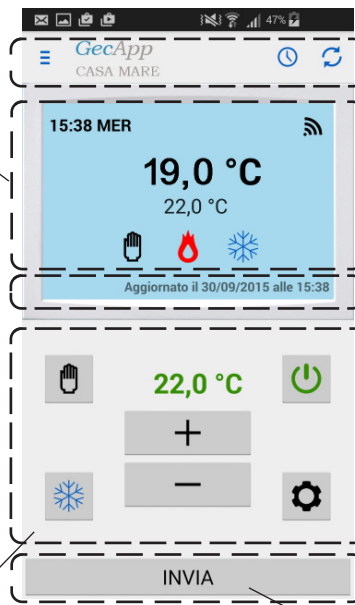 47%
GecApp
CASA MARE
15:38 MER
19,0 °C
22,0 °C
Aggiornato il 30/09/2015 alle 15:38
22,0 °C
+
−
INVIA